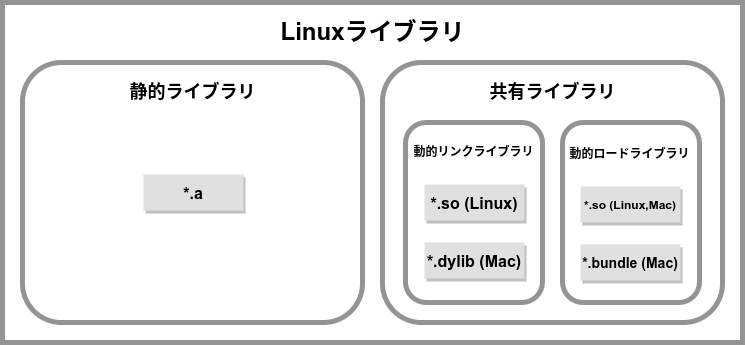 Linuxライブラリ
静的ライブラリ
*.a
共有ライブラリ
動的リンクライブラリ
*.so (Linux)
*.dylib (Mac)
動的ロードライブラリ
*.so (Linux,Mac)
*.bundle (Mac)